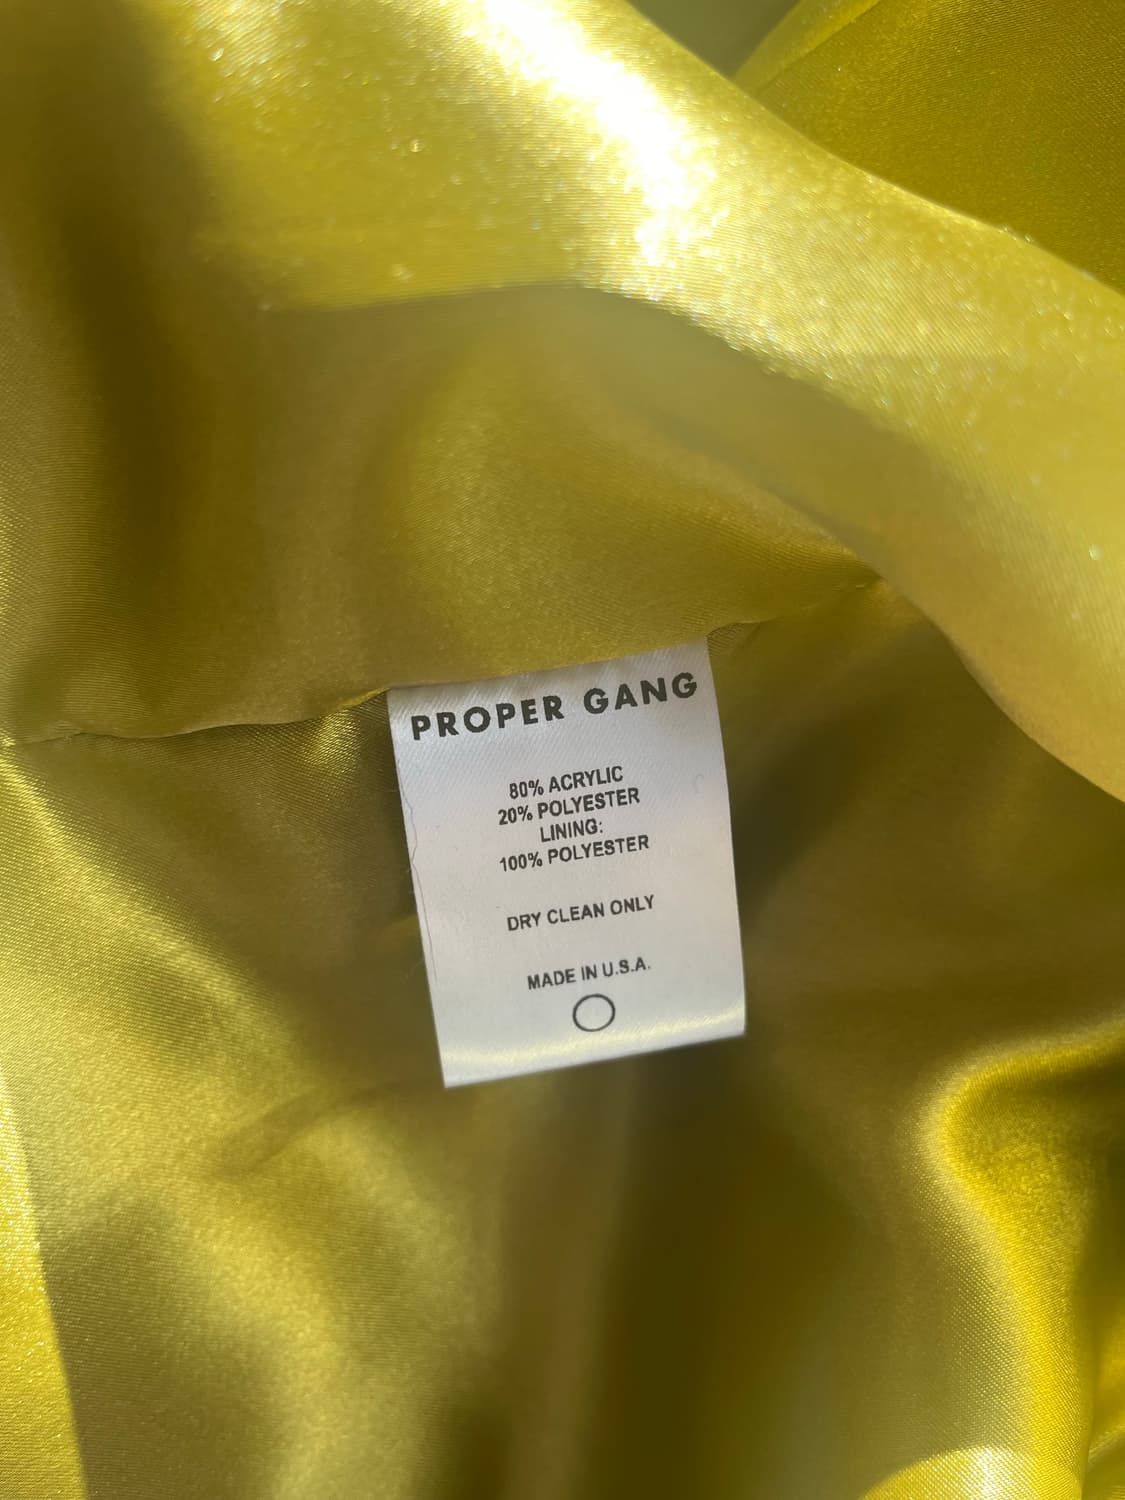 PROPER GANG
80% ACRYLIC
20% POLYESTER
LINING:
100% POLYESTER
DRY CLEAN ONLY
MADE IN U.S.A.